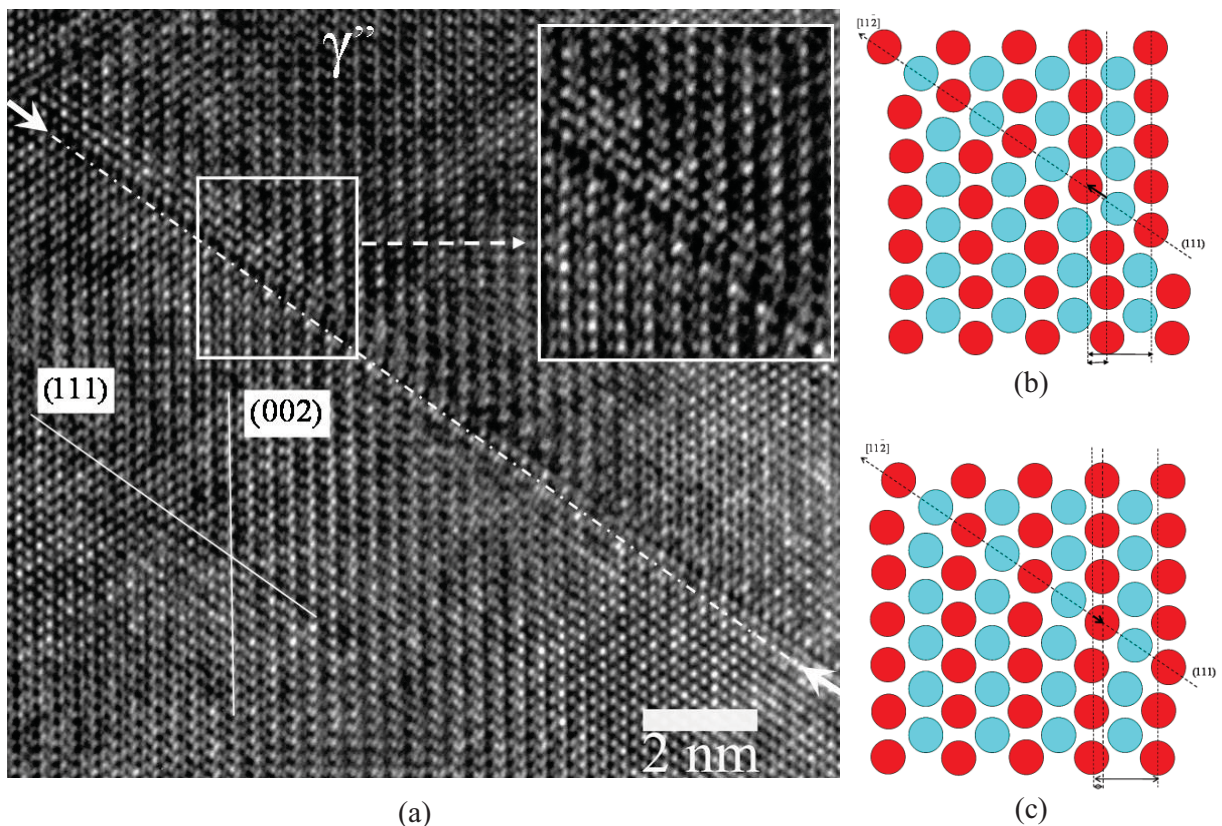 γ”
(111)
(002)
2 nm
(a)
[112̄]
(111)
(b)
[112̄]
(111)
(c)